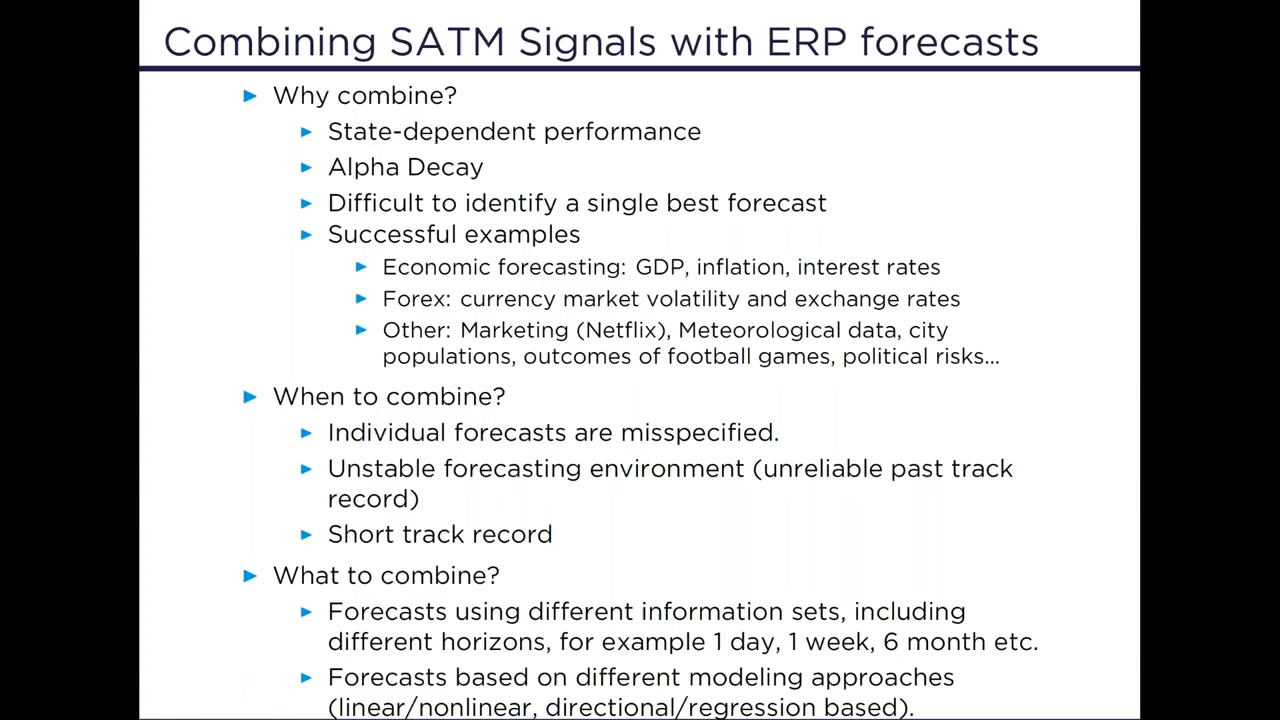 Combining SATM Signals with ERP forecasts
Why combine?
State-dependent performance
Alpha Decay
Difficult to identify a single best forecast
Successful examples
Economic forecasting: GDP, inflation, interest rates
Forex: currency market volatility and exchange rates
Other: Marketing (Netflix), Meteorological data, city
populations, outcomes of football games, political risks...
When to combine?
Individual forecasts are misspecified.
Unstable forecasting environment (unreliable past track
record)
Short track record
What to combine?
Forecasts using different information sets, including
different horizons, for example 1 day, 1 week, 6 month etc.
Forecasts based on different modeling approaches
(linear/nonlinear, directional/regression based).